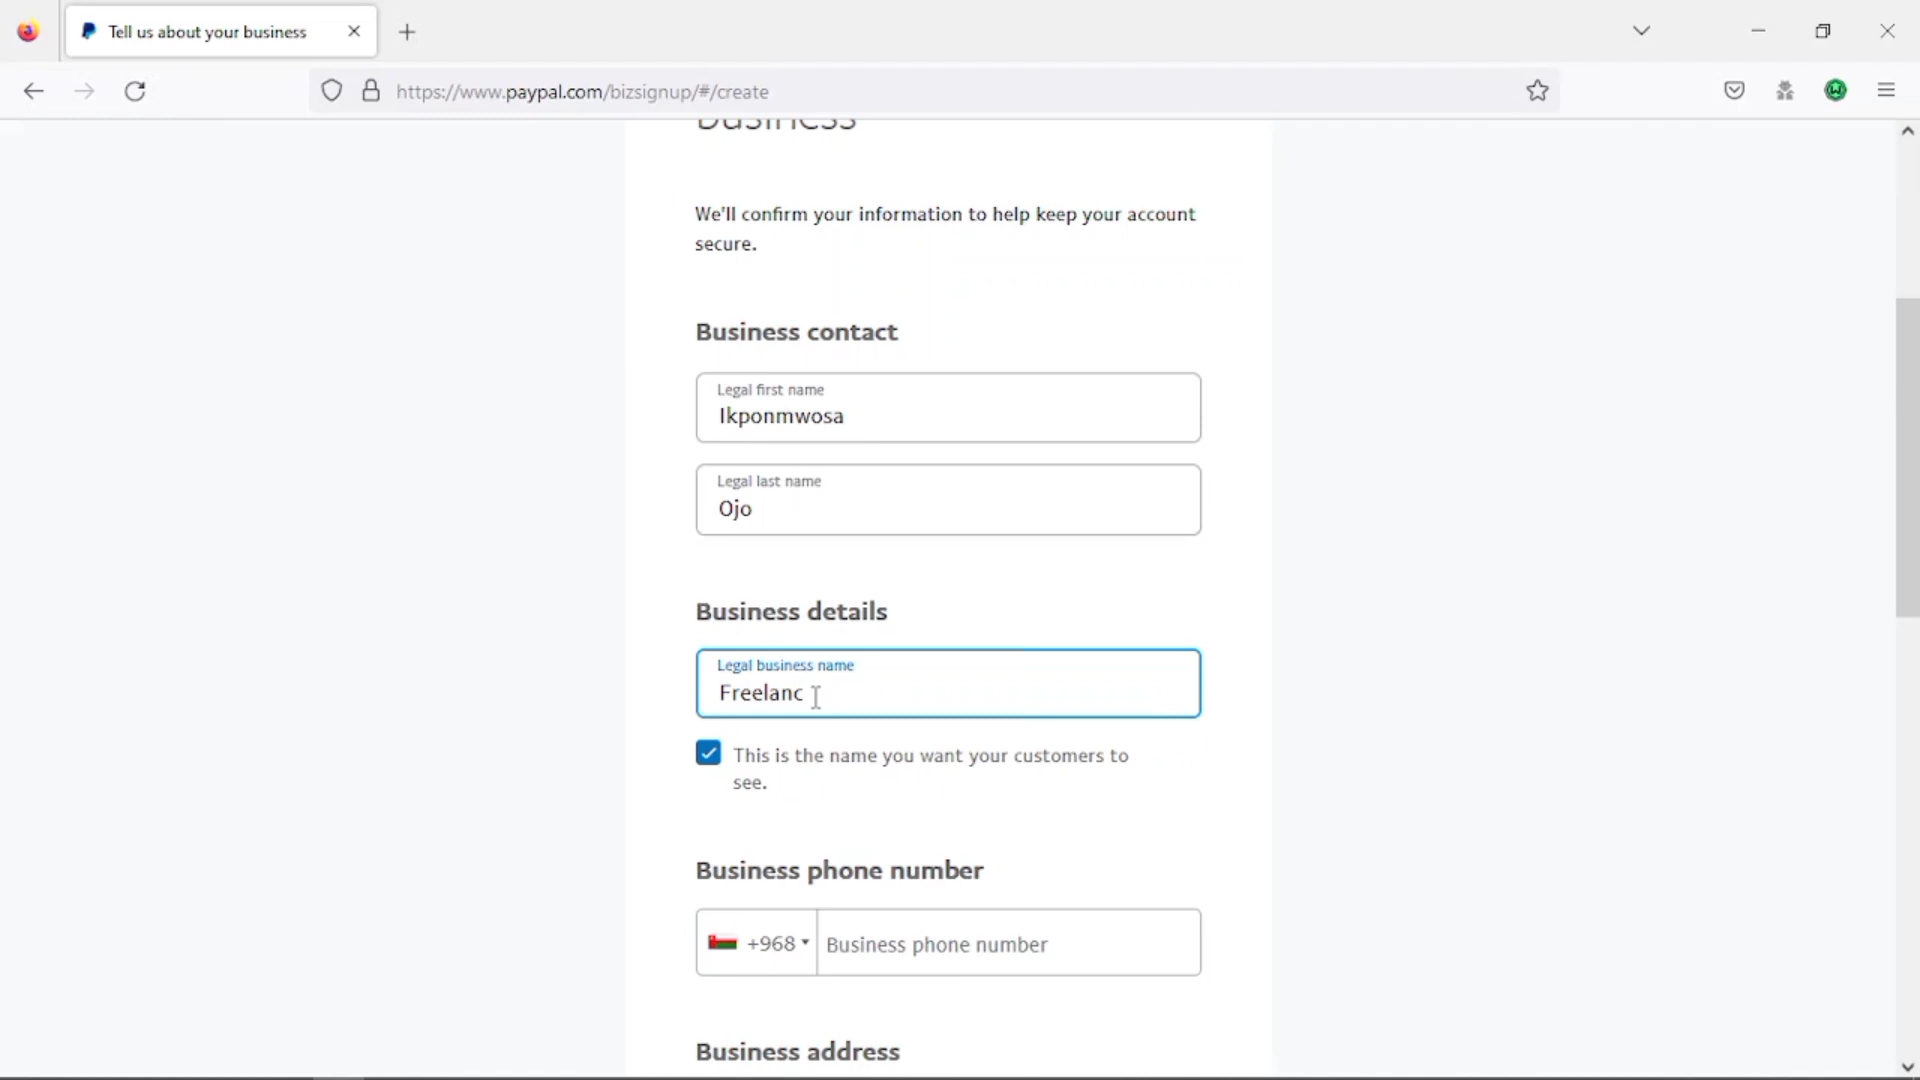 Tell us about your business
https://www.paypal.com/bizsignup/#/create
Business
We'll confirm your information to help keep your account
secure.
Business contact
Legal first name
Ikponmwosa
Legal last name
Ojo
Business details
Legal business name
Freelanc
This is the name you want your customers to
see.
Business phone number
+968 Business phone number
Business address